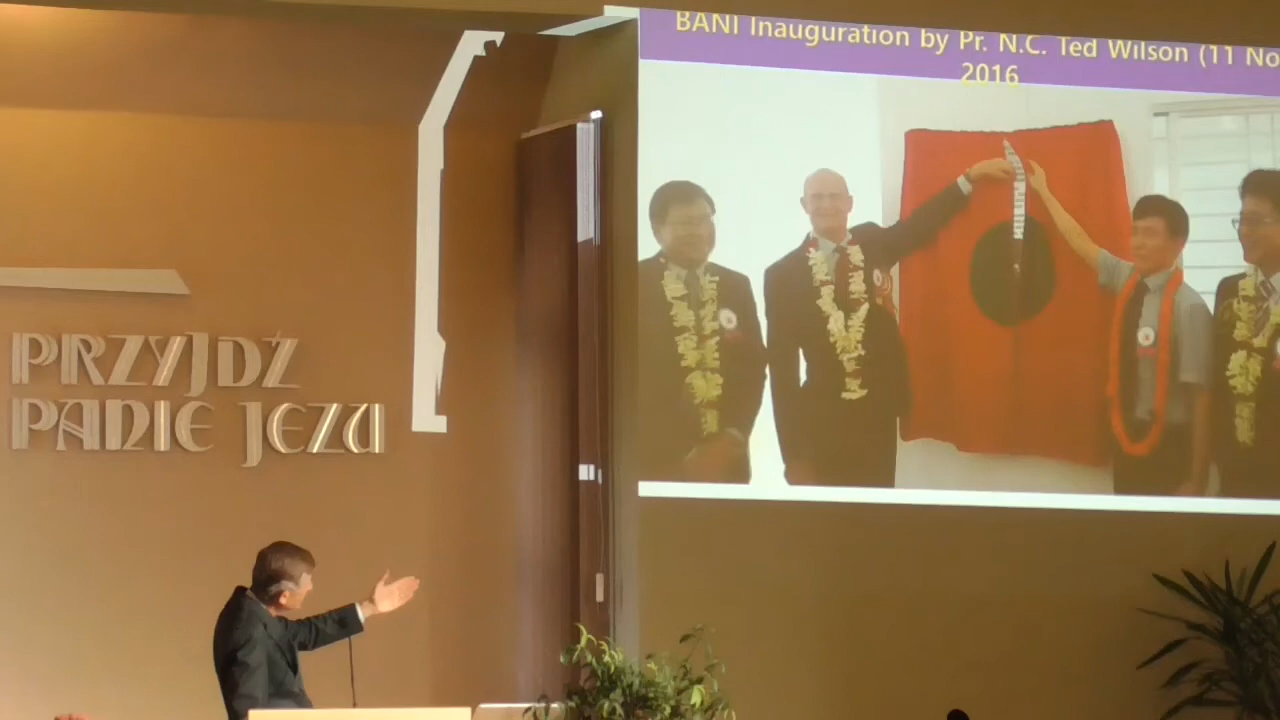 BANI Inauguration by Pr. N.C. Ted Wilson (11 No
2016
PRZYJDŹ
PANIE JEZU